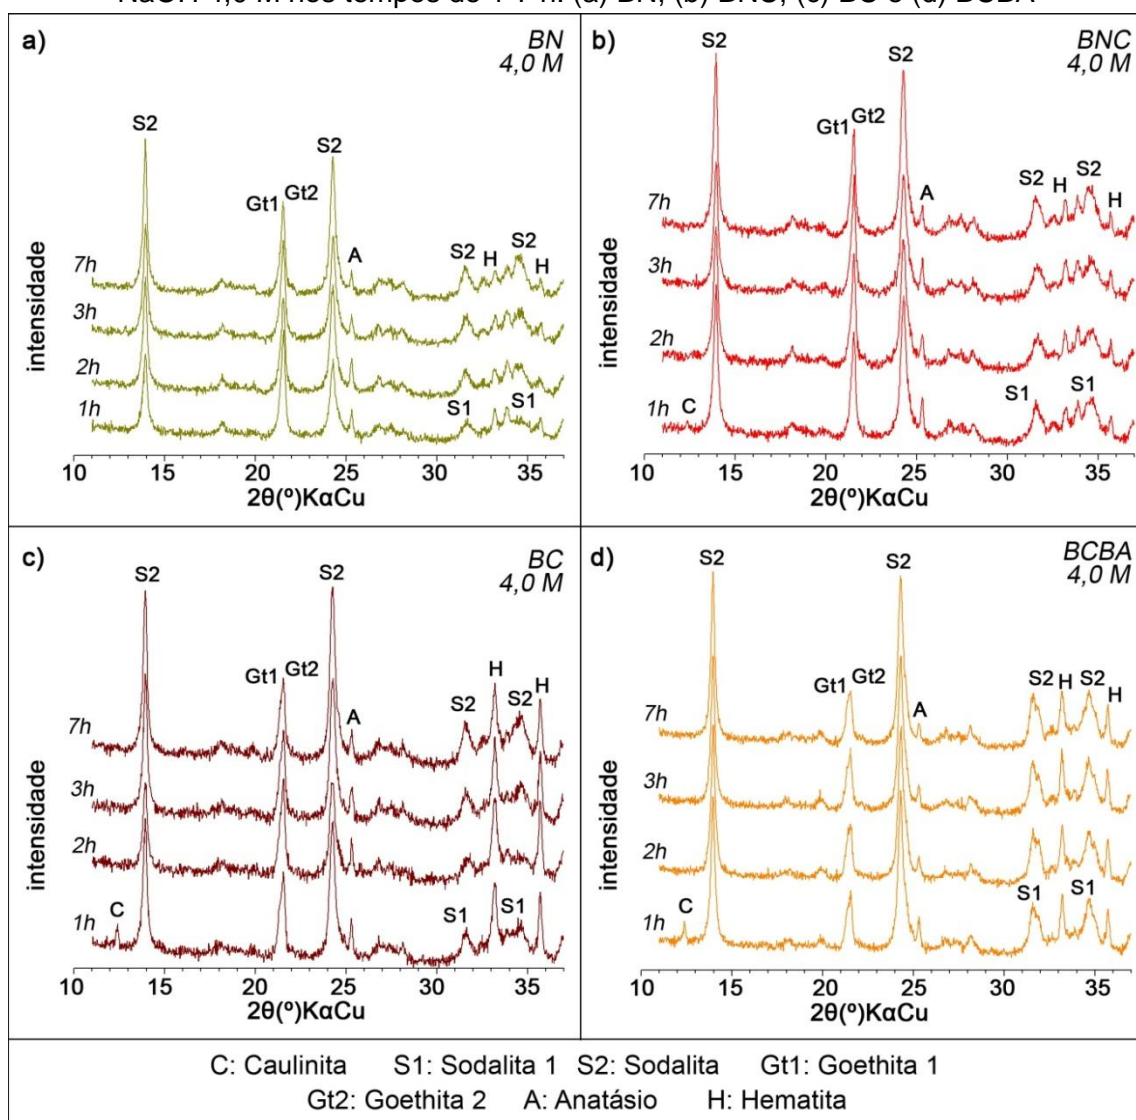 NaOH 4,0 M nos tempos de 1-7 h. (a) BN, (b) BNC, (c) BC e (d) BCBA
a) BN
4,0 M
S2
S2
Gt1 Gt2
A
S2 H S2 H
7h
3h
2h
1h
S1 S1
intensidade
10 15 20 25 30 35
2θ(º)KαCu
b) BNC
4,0 M
S2
S2
Gt1 Gt2
A
S2 H S2 H
7h
3h
2h
1h
C
S1 S1
intensidade
10 15 20 25 30 35
2θ(º)KαCu
c) BC
4,0 M
S2
S2
Gt1 Gt2
A
S2 H S2 H
7h
3h
2h
1h
C
S1 S1
intensidade
10 15 20 25 30 35
2θ(º)KαCu
d) BCBA
4,0 M
S2
S2
Gt1 Gt2
A
S2 H S2 H
7h
3h
2h
1h
C
S1 S1
intensidade
10 15 20 25 30 35
2θ(º)KαCu
C: Caulinita S1: Sodalita 1 S2: Sodalita Gt1: Goethita 1
Gt2: Goethita 2 A: Anatásio H: Hematita